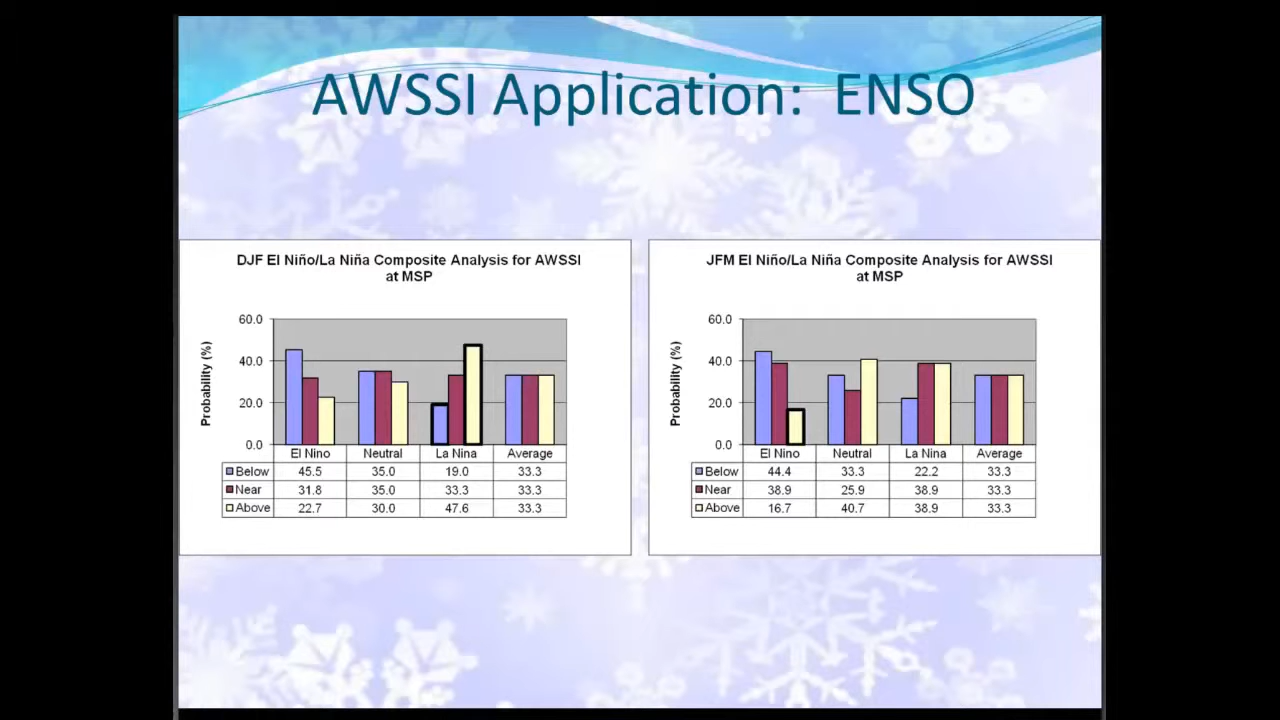 AWSSI Application: ENSO
DJF El Niño/La Niña Composite Analysis for AWSSI
at MSP
Probability (%)
60.0
40.0
20.0
0.0
El Nino Neutral La Nina Average
Below 45.5 35.0 19.0 33.3
Near 31.8 35.0 33.3 33.3
Above 22.7 30.0 47.6 33.3
JFM El Niño/La Niña Composite Analysis for AWSSI
at MSP
Probability (%)
60.0
40.0
20.0
0.0
El Nino Neutral La Nina Average
Below 44.4 33.3 22.2 33.3
Near 38.9 25.9 38.9 33.3
Above 16.7 40.7 38.9 33.3